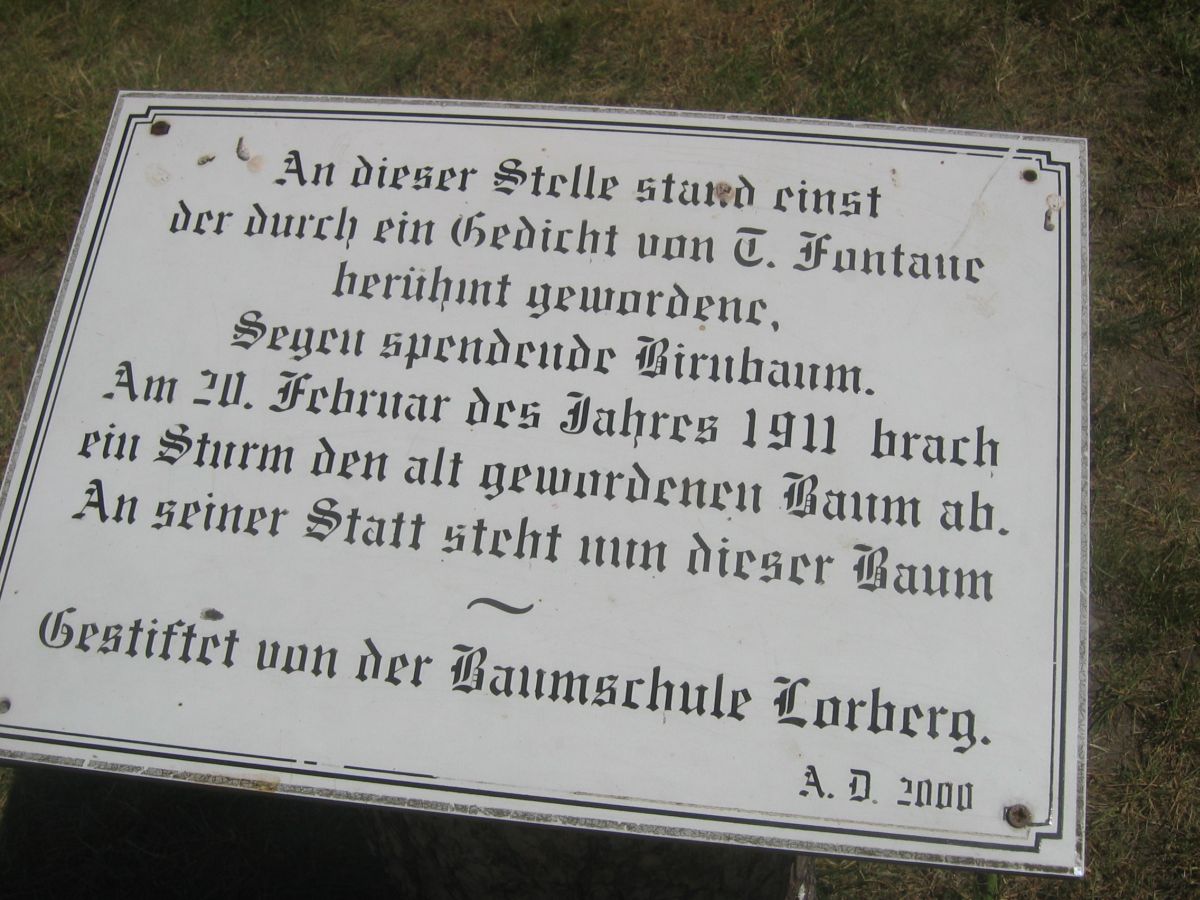 An dieser Stelle stand einst
der durch ein Gedicht von T. Fontane
berühmt gewordene,
Segen spendende Birnbaum.
Am 20. Februar des Jahres 1911 brach
ein Sturm den alt gewordenen Baum ab.
An seiner Statt steht nun dieser Baum
~
Gestiftet von der Baumschule Lorberg.
A. D. 2000